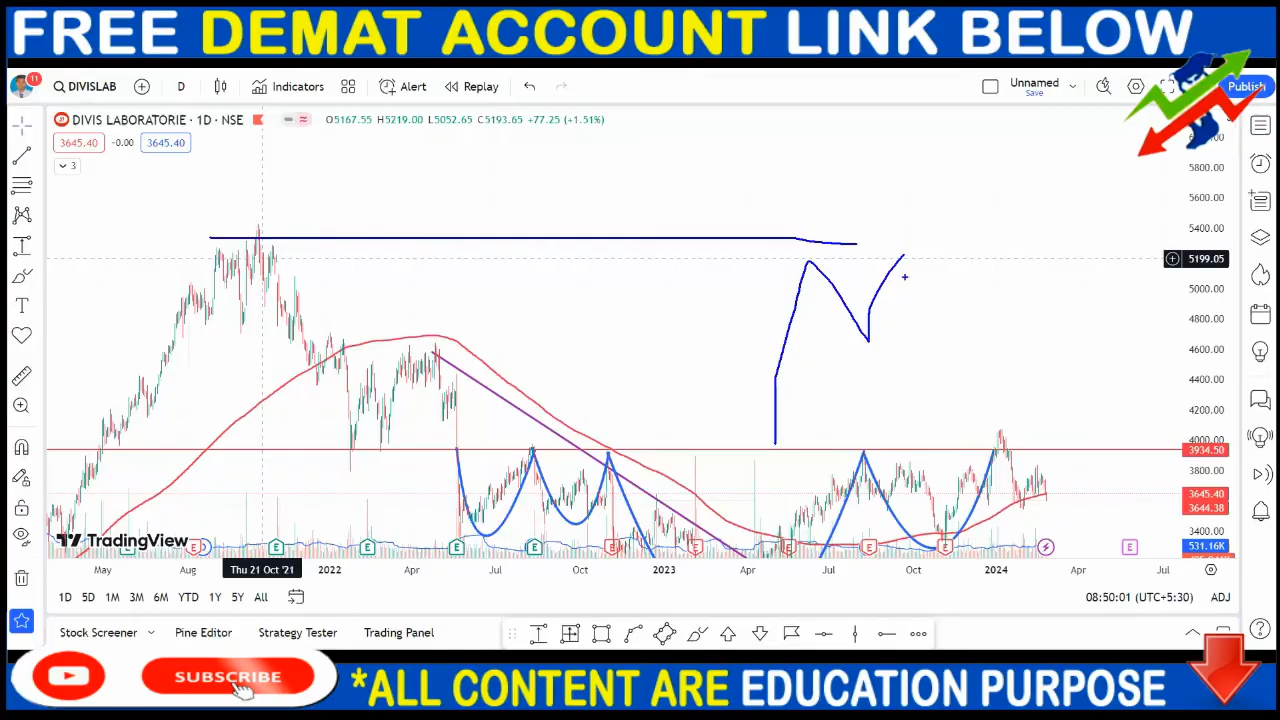 FREE DEMAT ACCOUNT LINK BELOW
11
DIVISLAB
D
Indicators
Alert
Replay
Unnamed
Save
Publish
DIVIS LABORATORIE · 1D · NSE
O5167.55 H5219.00 L5052.65 C5193.65 +77.25 (+1.51%)
3645.40
-0.00
3645.40
3
5800.00
5600.00
5400.00
5199.05
5000.00
4800.00
4600.00
4400.00
4200.00
4000.00
3934.50
3800.00
3645.40
3644.38
3400.00
531.16K
TradingView
E E D E E E E E E E E E E
May
Aug
Thu 21 Oct '21
2022
Apr
Jul
Oct
2023
Apr
Jul
Oct
2024
Apr
Jul
1D 5D 1M 3M 6M YTD 1Y 5Y All
08:50:01 (UTC+5:30) ADJ
Stock Screener
Pine Editor
Strategy Tester
Trading Panel
SUBSCRIBE
*ALL CONTENT ARE EDUCATION PURPOSE